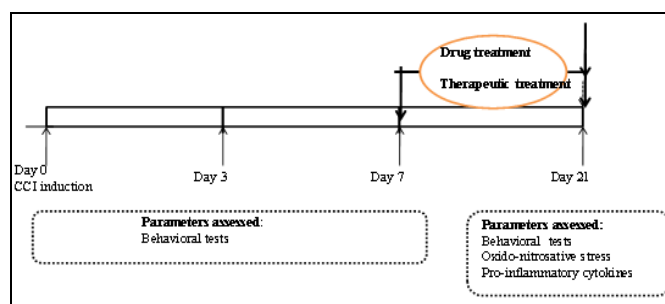 Drug treatment
Therapeutic treatment
Day 0
CCI induction
Day 3
Day 7
Day 21
Parameters assessed:
Behavioral tests
Parameters assessed:
Behavioral tests
Oxido-nitrosative stress
Pro-inflammatory cytokines